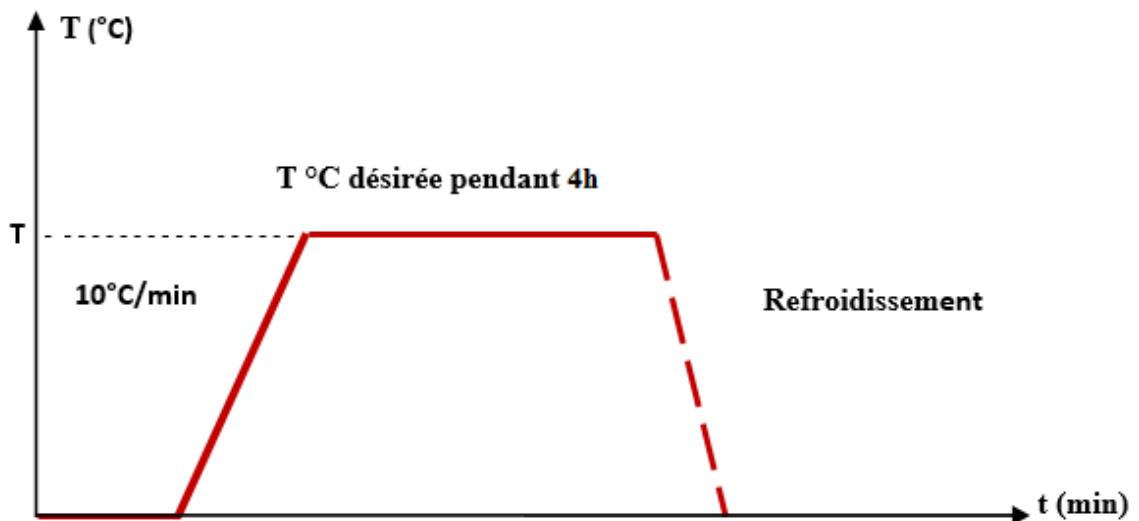 T (°C)
T °C désirée pendant 4h
T
10°C/min
Refroidissement
t (min)